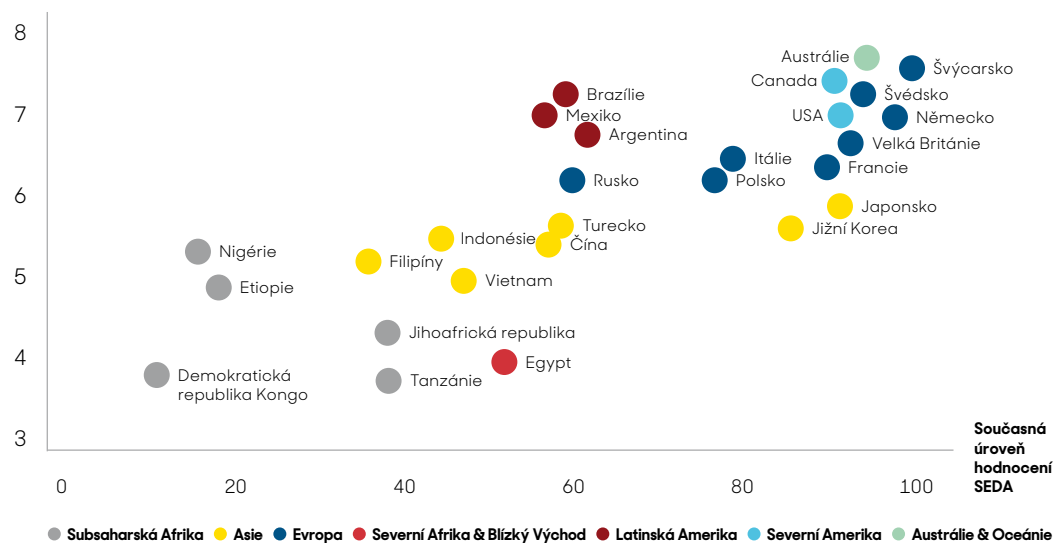 8
7
6
5
4
3
Austrálie
Švýcarsko
Canada
Švédsko
Brazílie
Mexiko
USA
Německo
Argentina
Velká Británie
Itálie
Francie
Rusko
Polsko
Japonsko
Turecko
Jižní Korea
Indonésie
Čína
Nigérie
Filipíny
Vietnam
Etiopie
Jihoafrická republika
Egypt
Demokratická
republika Kongo
Tanzánie
Současná
úroveň
hodnocení
SEDA
0 20 40 60 80 100
Subsaharská Afrika Asie Evropa Severní Afrika & Blízký Východ Latinská Amerika Severní Amerika Austrálie & Oceánie